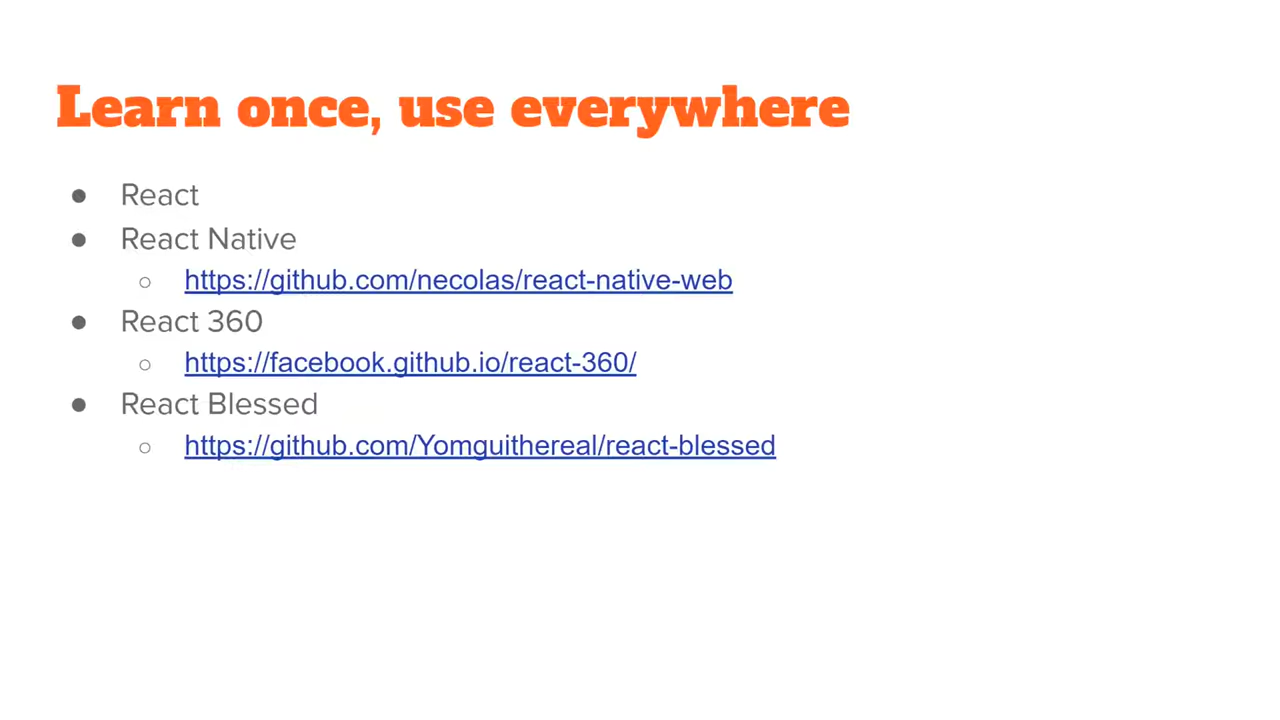 Learn once, use everywhere
● React
● React Native
○ https://github.com/necolas/react-native-web
● React 360
○ https://facebook.github.io/react-360/
● React Blessed
○ https://github.com/Yomguithereal/react-blessed